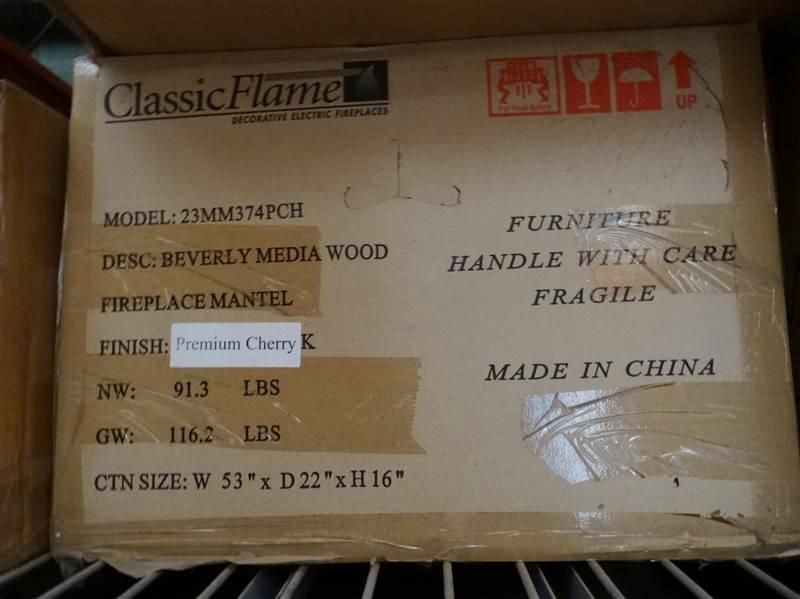 ClassicFlame
DECORATIVE ELECTRIC FIREPLACES
UP
MODEL: 23MM374PCH
DESC: BEVERLY MEDIA WOOD
FIREPLACE MANTEL
FINISH: Premium Cherry K
NW: 91.3 LBS
GW: 116.2 LBS
CTN SIZE: W 53"x D 22"x H 16"
FURNITURE
HANDLE WITH CARE
FRAGILE
MADE IN CHINA